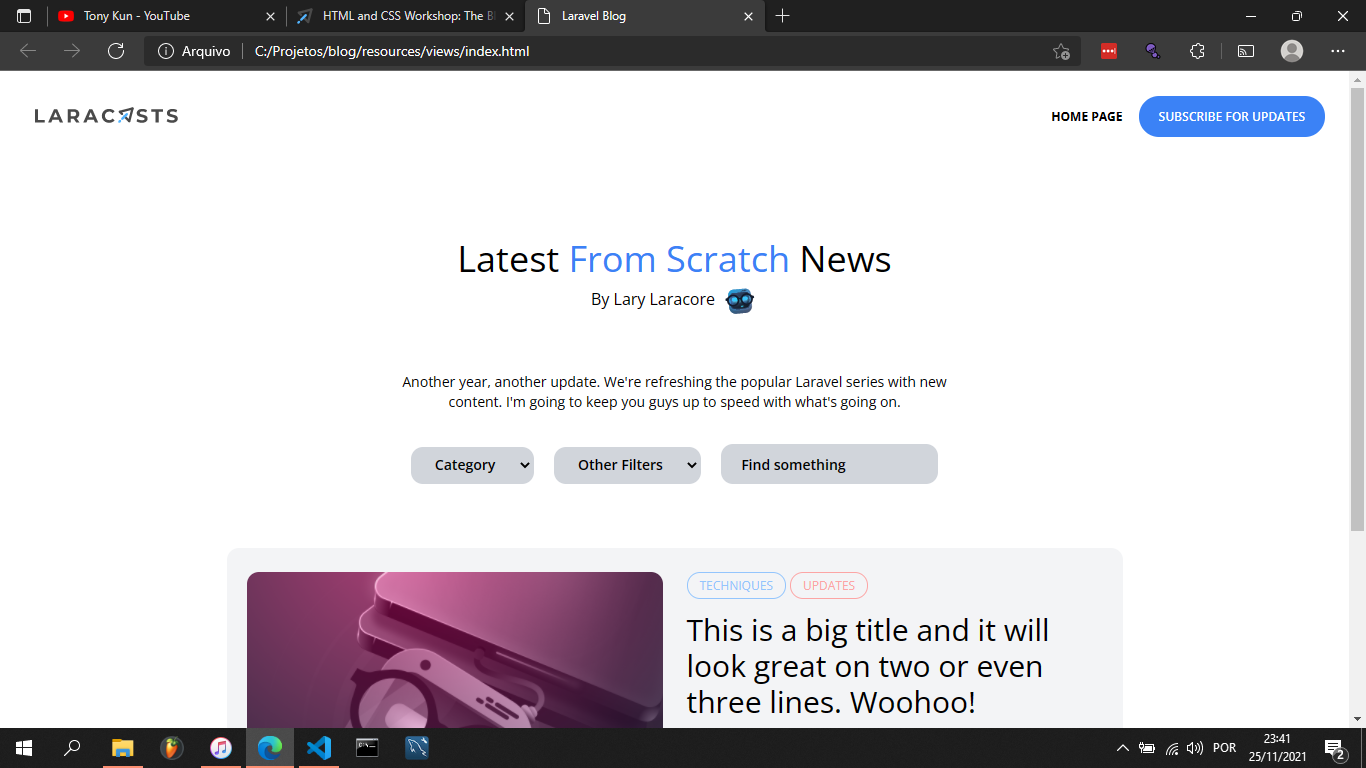 Tony Kun - YouTube
HTML and CSS Workshop: The Bl
Laravel Blog
Arquivo
C:/Projetos/blog/resources/views/index.html
LARACASTS
HOME PAGE
SUBSCRIBE FOR UPDATES
Latest From Scratch News
By Lary Laracore
Another year, another update. We're refreshing the popular Laravel series with new
content. I'm going to keep you guys up to speed with what's going on.
Category
Other Filters
Find something
TECHNIQUES
UPDATES
This is a big title and it will
look great on two or even
three lines. Woohoo!
POR
23:41
25/11/2021
2